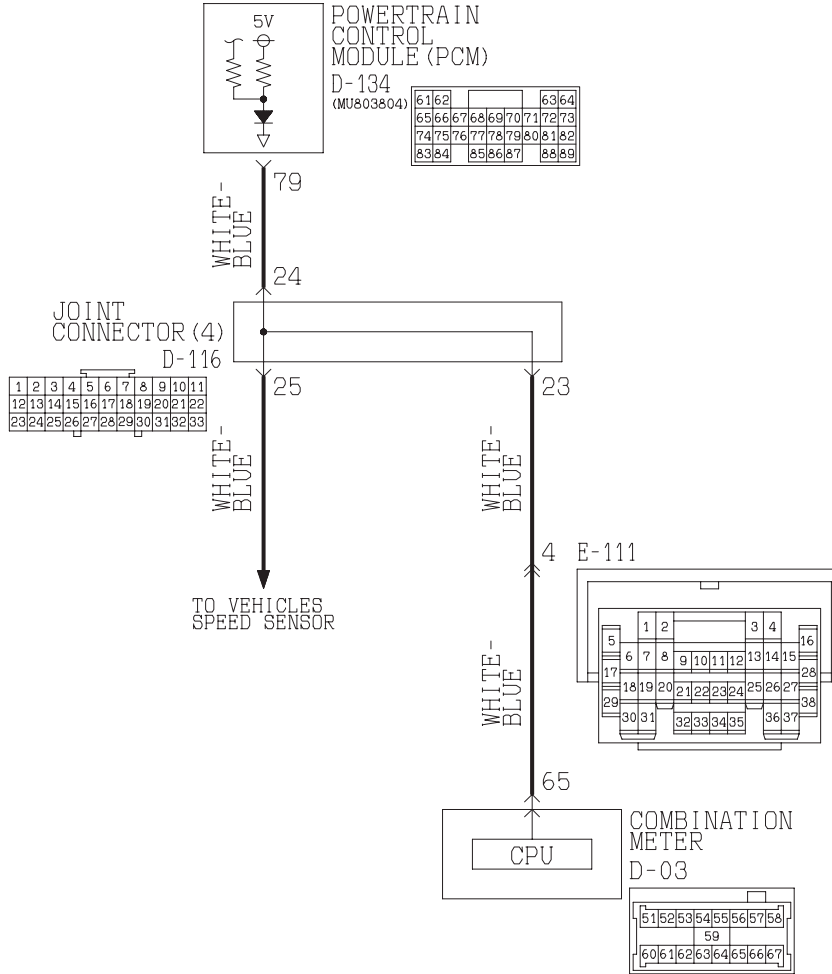 5V
POWERTRAIN
CONTROL
MODULE (PCM)
D-134
(MU803804)
61 62 63 64
65 66 67 68 69 70 71 72 73
74 75 76 77 78 79 80 81 82
83 84 85 86 87 88 89
79
WHITE-
BLUE
24
JOINT
CONNECTOR (4)
D-116
1 2 3 4 5 6 7 8 9 10 11
12 13 14 15 16 17 18 19 20 21 22
23 24 25 26 27 28 29 30 31 32 33
25
23
WHITE-
BLUE
WHITE-
BLUE
4
E-111
TO VEHICLES
SPEED SENSOR
1 2 3 4
5 16
6 7 8 9 10 11 12 13 14 15
17 28
18 19 20 21 22 23 24 25 26 27
29 38
30 31 32 33 34 35 36 37
WHITE-
BLUE
65
COMBINATION
METER
CPU
D-03
51 52 53 54 55 56 57 58
59
60 61 62 63 64 65 66 67